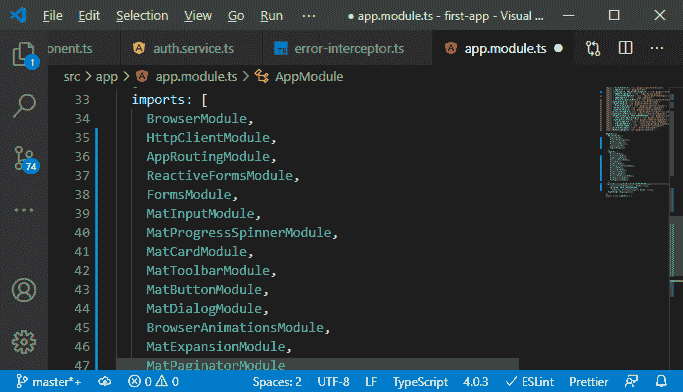 File Edit Selection View Go Run ··· ● app.module.ts - first-app - Visual ...
onent.ts auth.service.ts error-interceptor.ts app.module.ts ●
src > app > app.module.ts > AppModule
33 imports: [
34 BrowserModule,
35 HttpClientModule,
36 AppRoutingModule,
37 ReactiveFormsModule,
38 FormsModule,
39 MatInputModule,
40 MatProgressSpinnerModule,
41 MatCardModule,
42 MatToolbarModule,
43 MatButtonModule,
44 MatDialogModule,
45 BrowserAnimationsModule,
46 MatExpansionModule,
47 MatPaginatorModule
1
74
master*+ 0 0 Spaces: 2 UTF-8 LF TypeScript 4.0.3 ESLint Prettier